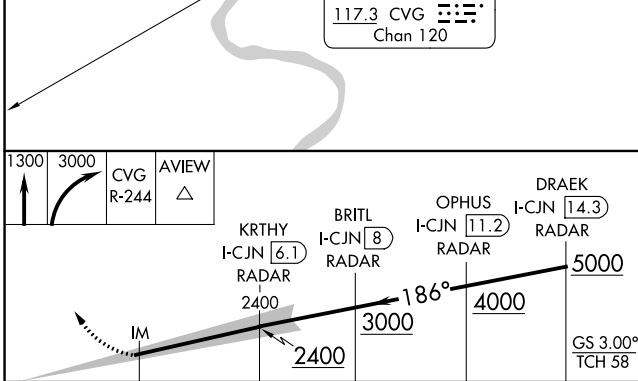 117.3 CVG
Chan 120
1300
3000
CVG
R-244
AVIEW
KRTHY
I-CJN 6.1
RADAR
2400
BRITL
I-CJN 8
RADAR
OPHUS
I-CJN 11.2
RADAR
DRAEK
I-CJN 14.3
RADAR
5000
186°
4000
3000
IM
2400
GS 3.00°
TCH 58